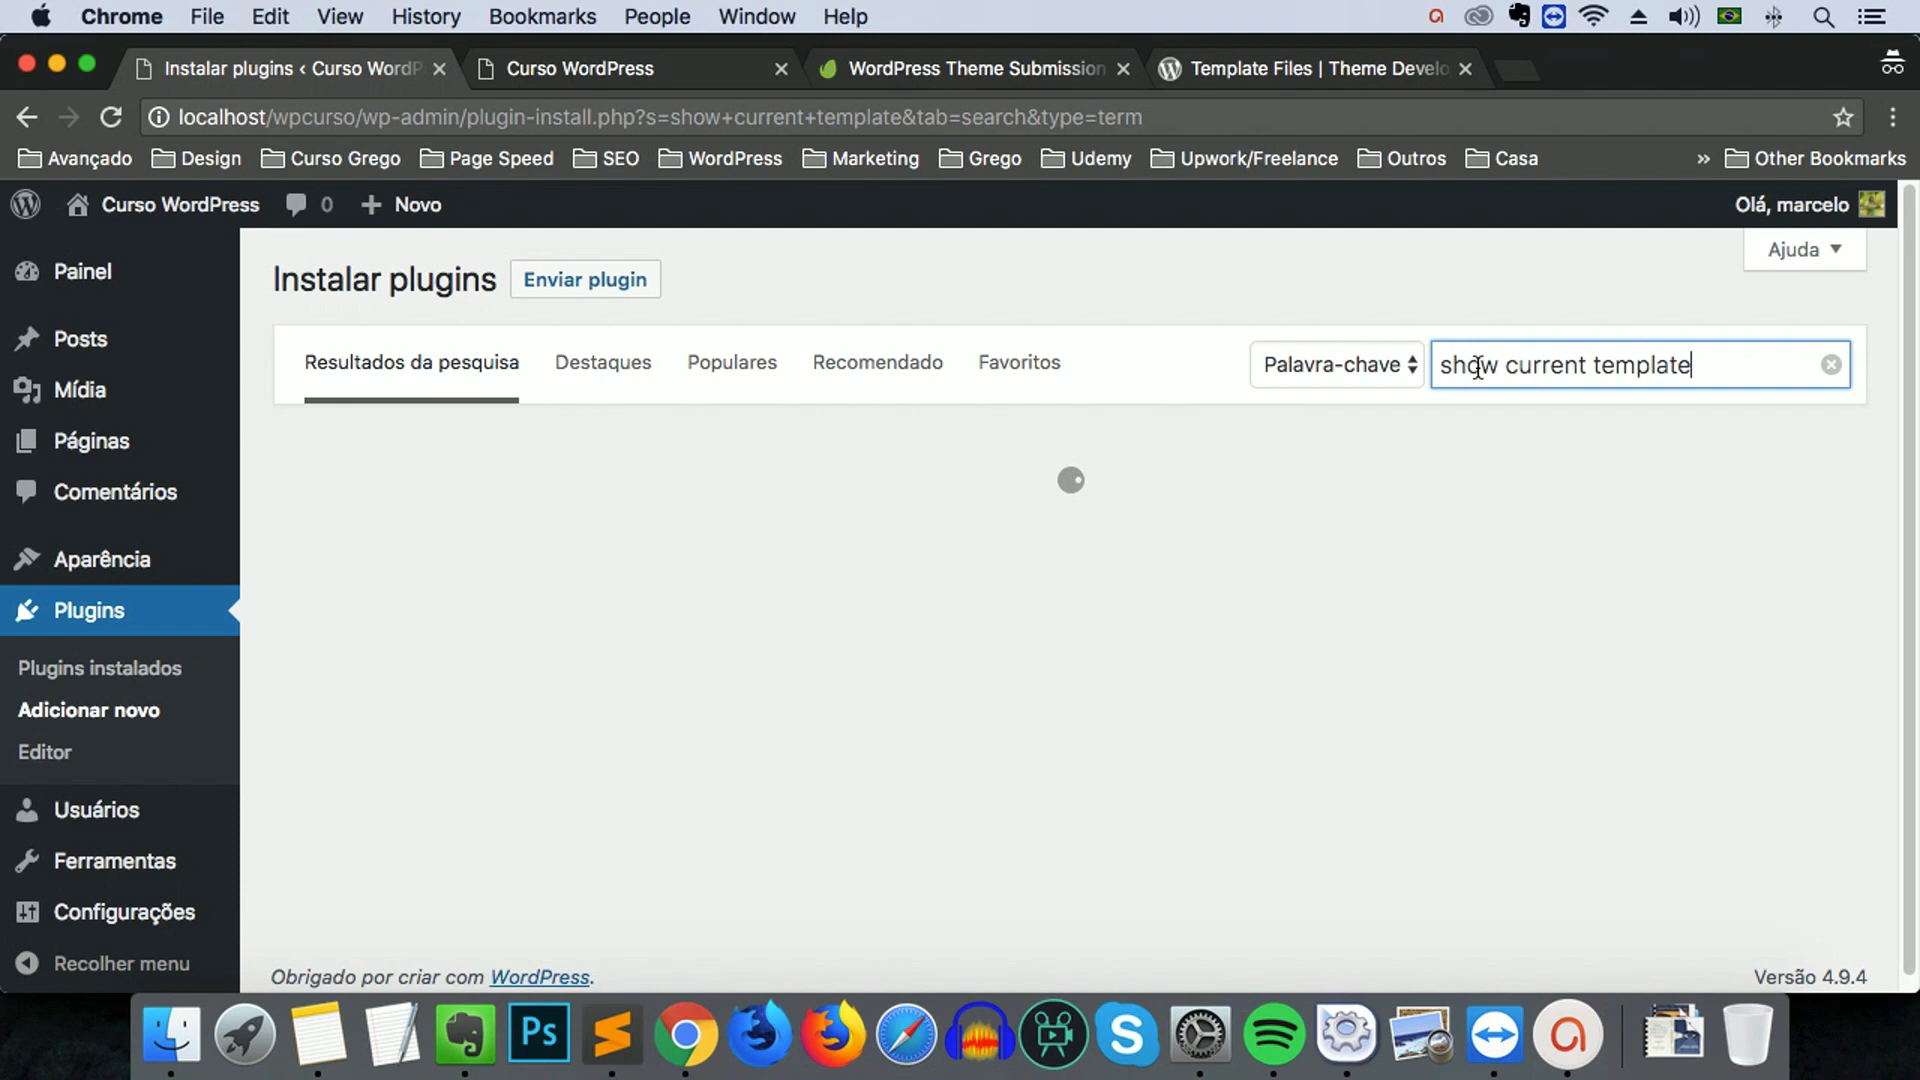 Chrome File Edit View History Bookmarks People Window Help
Instalar plugins ‹ Curso WordP
Curso WordPress
WordPress Theme Submission
Template Files | Theme Develo
localhost/wpcurso/wp-admin/plugin-install.php?s=show+current+template&tab=search&type=term
Avançado Design Curso Grego Page Speed SEO WordPress Marketing Grego Udemy Upwork/Freelance Outros Casa » Other Bookmarks
Curso WordPress 0 + Novo Olá, marcelo
Ajuda
Painel
Posts
Mídia
Páginas
Comentários
Aparência
Plugins
Plugins instalados
Adicionar novo
Editor
Usuários
Ferramentas
Configurações
Recolher menu
Instalar plugins Enviar plugin
Resultados da pesquisa Destaques Populares Recomendado Favoritos Palavra-chave show current template
Obrigado por criar com WordPress. Versão 4.9.4
Ps